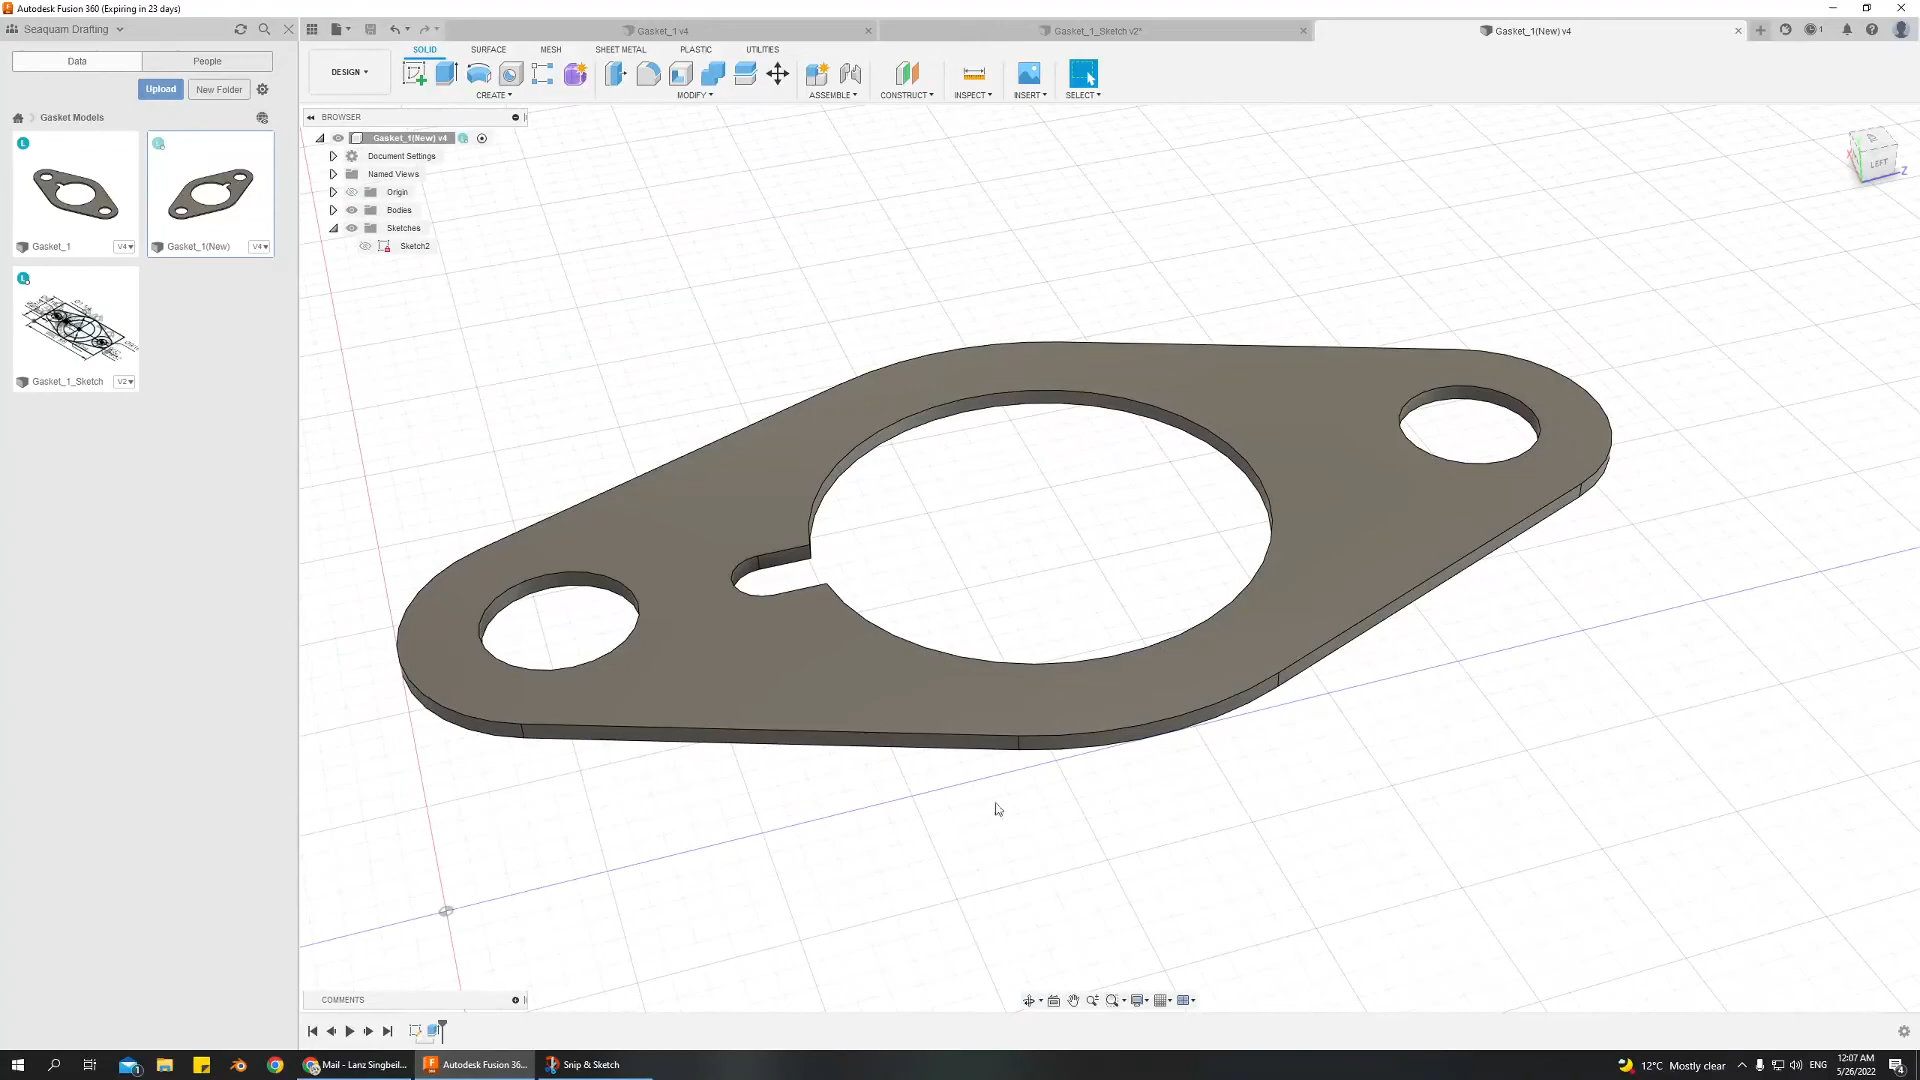 Autodesk Fusion 360 (Expiring in 23 days)
Seaquam Drafting
Gasket_1 v4
Gasket_1_Sketch v2*
Gasket_1(New) v4
1
Data
People
Upload
New Folder
Gasket Models
Gasket_1
V4
Gasket_1(New)
V4
Gasket_1_Sketch
V2
DESIGN
SOLID
SURFACE
MESH
SHEET METAL
PLASTIC
UTILITIES
CREATE
MODIFY
ASSEMBLE
CONSTRUCT
INSPECT
INSERT
SELECT
BROWSER
Gasket_1(New) v4
Document Settings
Named Views
Origin
Bodies
Sketches
Sketch2
LEFT
Z
COMMENTS
Mail - Lanz Singbeil...
Autodesk Fusion 36...
Snip & Sketch
12°C Mostly clear
ENG
12:07 AM
5/26/2022